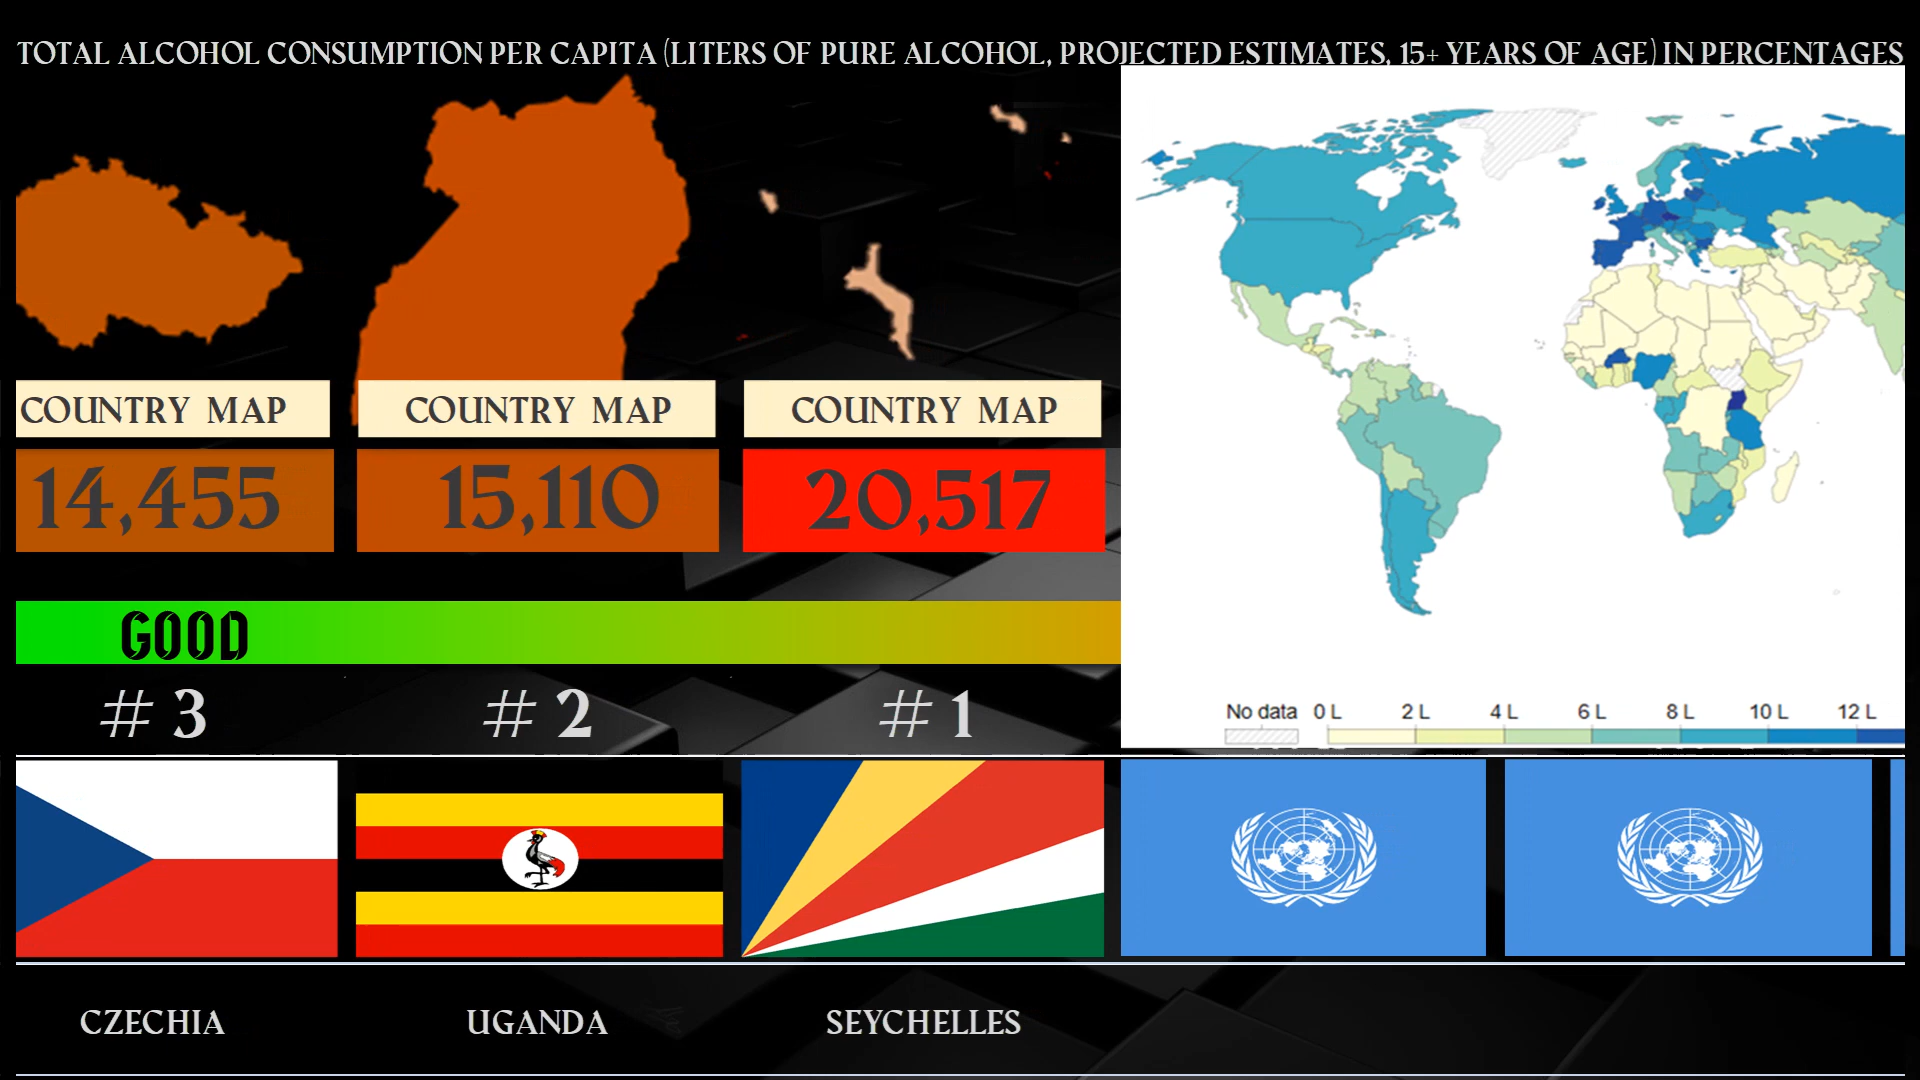 TOTAL ALCOHOL CONSUMPTION PER CAPITA (LITERS OF PURE ALCOHOL, PROJECTED ESTIMATES, 15+ YEARS OF AGE) IN PERCENTAGES
COUNTRY MAP COUNTRY MAP COUNTRY MAP
14,455 15,110 20,517
GOOD
# 3 # 2 # 1
No data 0 L 2 L 4 L 6 L 8 L 10 L 12 L
CZECHIA UGANDA SEYCHELLES